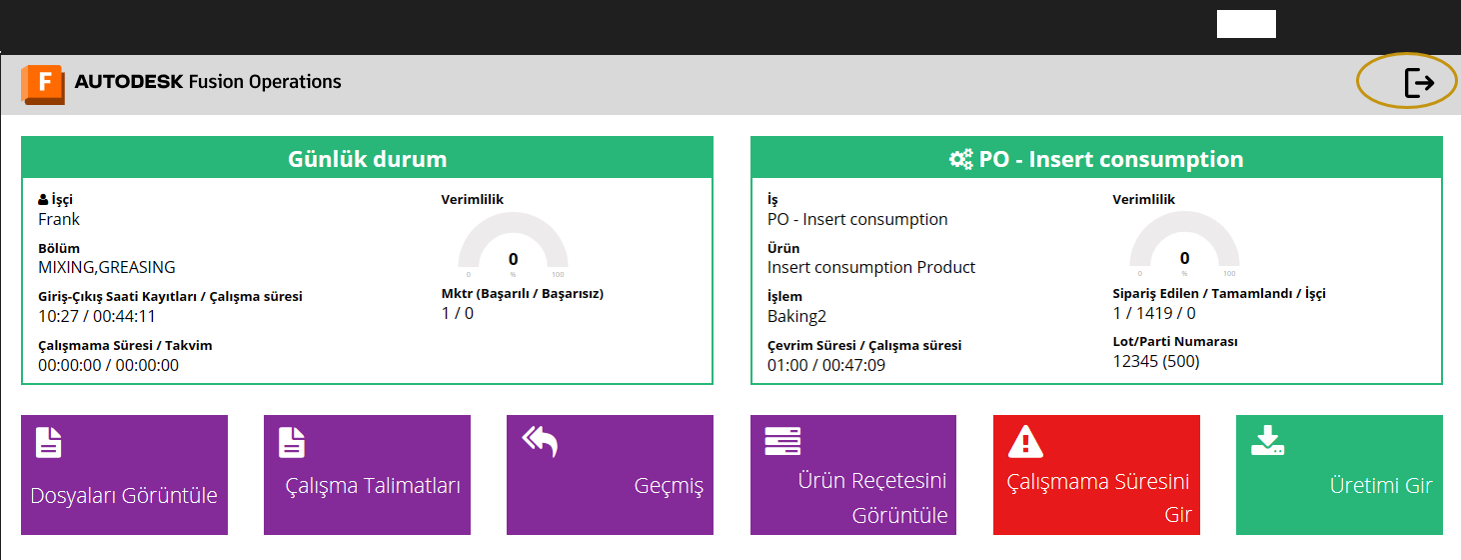 F AUTODESK Fusion Operations
Günlük durum
İşçi
Frank
Bölüm
MIXING,GREASING
Giriş-Çıkış Saati Kayıtları / Çalışma süresi
10:27 / 00:44:11
Çalışmama Süresi / Takvim
00:00:00 / 00:00:00
Verimlilik
0
0 % 100
Mktr (Başarılı / Başarısız)
1 / 0
PO - Insert consumption
İş
PO - Insert consumption
Ürün
Insert consumption Product
İşlem
Baking2
Çevrim Süresi / Çalışma süresi
01:00 / 00:47:09
Verimlilik
0
0 % 100
Sipariş Edilen / Tamamlandı / İşçi
1 / 1419 / 0
Lot/Parti Numarası
12345 (500)
Dosyaları Görüntüle
Çalışma Talimatları
Geçmiş
Ürün Reçetesini
Görüntüle
Çalışmama Süresini
Gir
Üretimi Gir